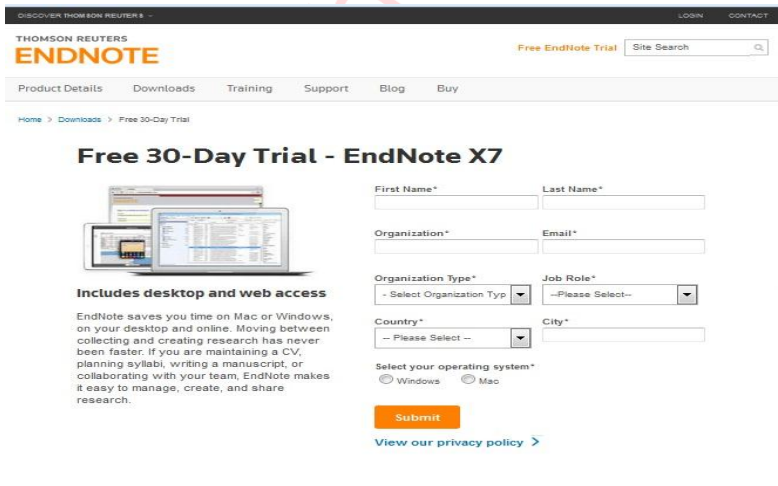 DISCOVER THOMSON REUTERS
LOGIN CONTACT
THOMSON REUTERS
ENDNOTE
Free EndNote Trial
Site Search
Product Details Downloads Training Support Blog Buy
Home > Downloads > Free 30-Day Trial
Free 30-Day Trial - EndNote X7
Includes desktop and web access
EndNote saves you time on Mac or Windows,
on your desktop and online. Moving between
collecting and creating research has never
been faster. If you are maintaining a CV,
planning syllabi, writing a manuscript, or
collaborating with your team, EndNote makes
it easy to manage, create, and share
research.
First Name* Last Name*
Organization* Email*
Organization Type* Job Role*
- Select Organization Typ --Please Select--
Country* City*
-- Please Select --
Select your operating system*
Windows Mac
Submit
View our privacy policy >